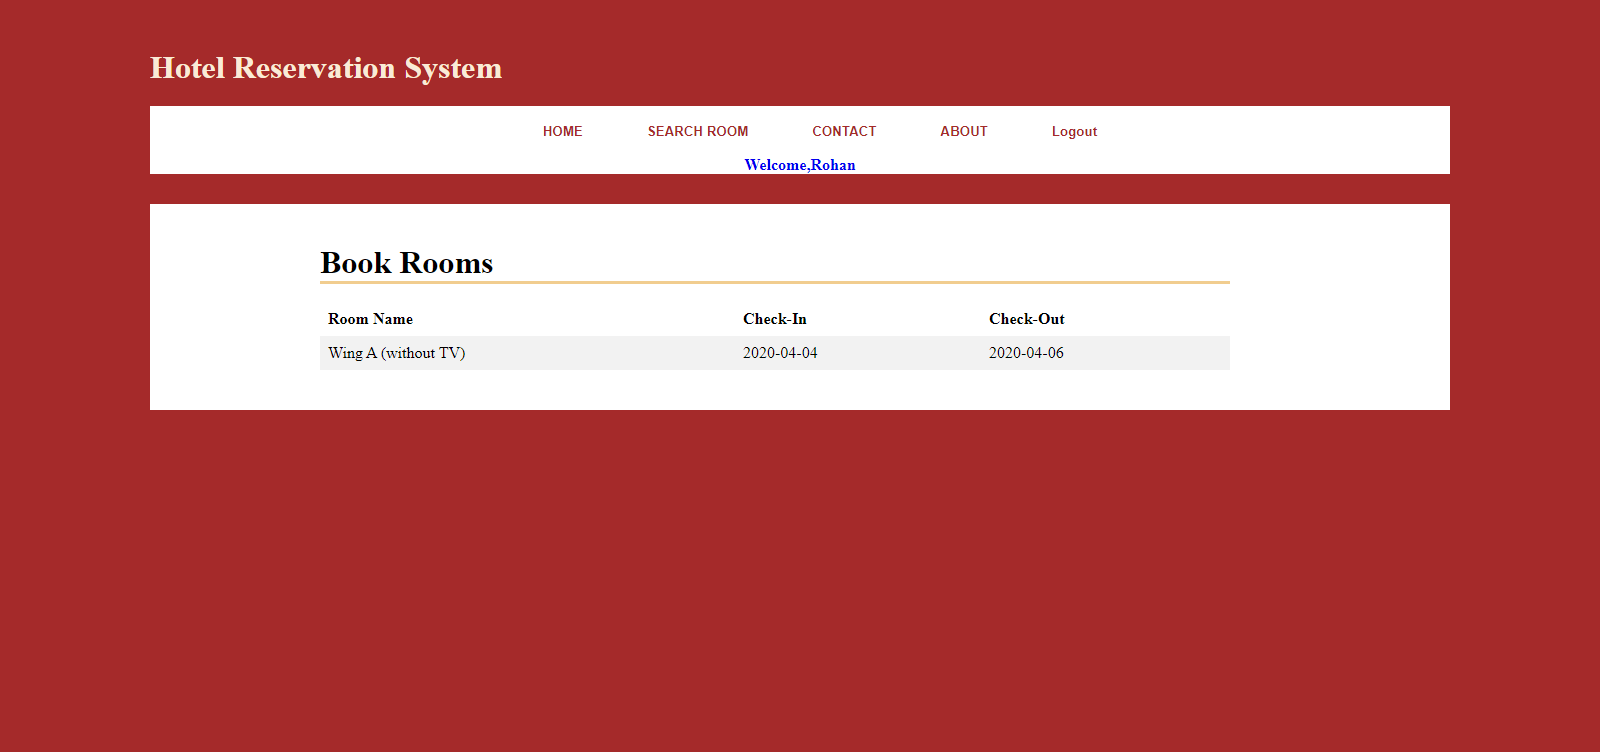 Hotel Reservation System
HOME SEARCH ROOM CONTACT ABOUT Logout
Welcome,Rohan
Book Rooms
Room Name Check-In Check-Out
Wing A (without TV) 2020-04-04 2020-04-06